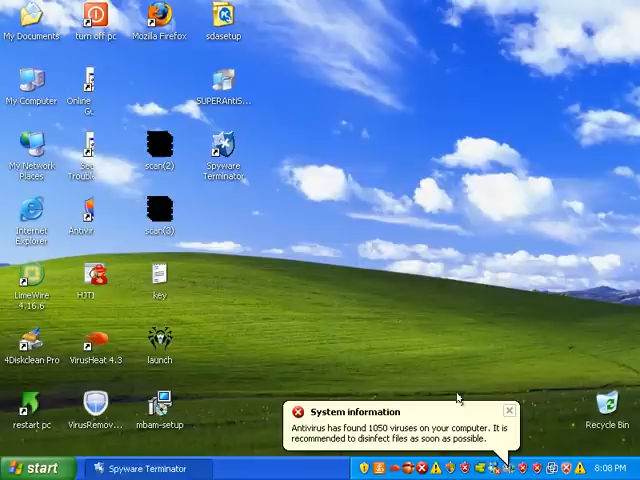 My Documents
turn off pc
Mozilla Firefox
sdasetup
My Computer
Online
SUPERAntiS...
My Network
Places
Trouble
scan(2)
Spyware
Terminator
Internet
Explorer
Antivir
scan(3)
LimeWire
4.16.6
HJT
key
4Diskclean Pro
VirusHeat 4.3
launch
restart pc
VirusRemov...
mbam-setup
Recycle Bin
System information
Antivirus has found 1050 viruses on your computer. It is
recommended to disinfect files as soon as possible.
start
Spyware Terminator
8:08 PM